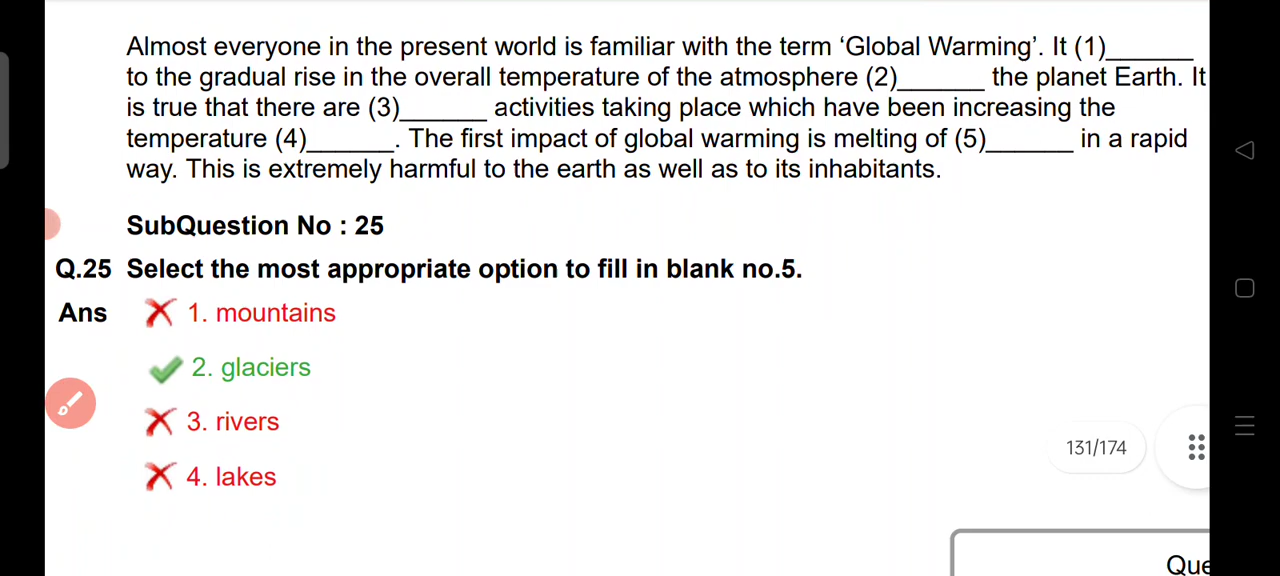 Almost everyone in the present world is familiar with the term ‘Global Warming’. It (1)______
to the gradual rise in the overall temperature of the atmosphere (2)______ the planet Earth. It
is true that there are (3)______ activities taking place which have been increasing the
temperature (4)______. The first impact of global warming is melting of (5)______ in a rapid
way. This is extremely harmful to the earth as well as to its inhabitants.
SubQuestion No : 25
Q.25 Select the most appropriate option to fill in blank no.5.
Ans 1. mountains
2. glaciers
3. rivers
4. lakes
131/174
Que